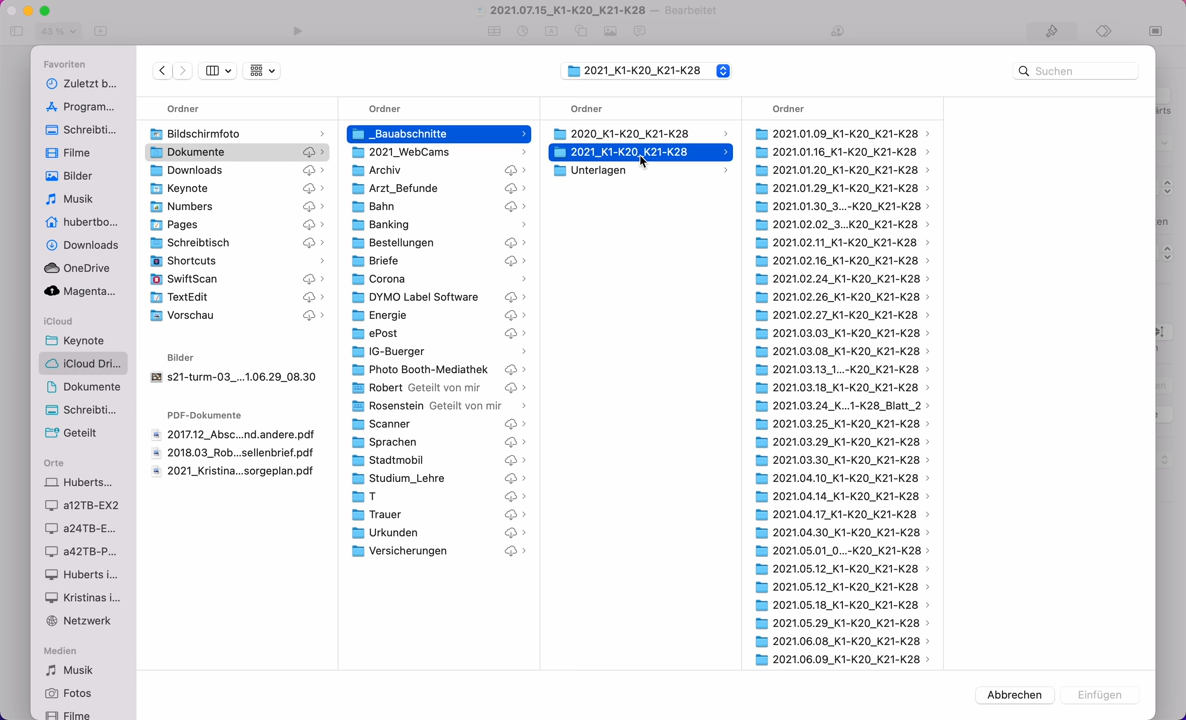 2021.07.15_K1-K20_K21-K28 — Bearbeitet
43 %
2021_K1-K20_K21-K28
Suchen
Favoriten
Zuletzt b...
Program...
Schreibti...
Filme
Bilder
Musik
hubertbo...
Downloads
OneDrive
Magenta...
iCloud
Keynote
iCloud Dri...
Dokumente
Schreibti...
Geteilt
Orte
Huberts...
a12TB-EX2
a24TB-E...
a42TB-P...
Huberts i...
Kristinas i...
Netzwerk
Medien
Musik
Fotos
Filme
Ordner
Bildschirmfoto
Dokumente
Downloads
Keynote
Numbers
Pages
Schreibtisch
Shortcuts
SwiftScan
TextEdit
Vorschau
Bilder
s21-turm-03_...1.06.29_08.30
PDF-Dokumente
2017.12_Absc...nd.andere.pdf
2018.03_Rob...sellenbrief.pdf
2021_Kristina...sorgeplan.pdf
Ordner
_Bauabschnitte
2021_WebCams
Archiv
Arzt_Befunde
Bahn
Banking
Bestellungen
Briefe
Corona
DYMO Label Software
Energie
ePost
IG-Buerger
Photo Booth-Mediathek
Robert Geteilt von mir
Rosenstein Geteilt von mir
Scanner
Sprachen
Stadtmobil
Studium_Lehre
T
Trauer
Urkunden
Versicherungen
Ordner
2020_K1-K20_K21-K28
2021_K1-K20_K21-K28
Unterlagen
Ordner
2021.01.09_K1-K20_K21-K28
2021.01.16_K1-K20_K21-K28
2021.01.20_K1-K20_K21-K28
2021.01.29_K1-K20_K21-K28
2021.01.30_3...-K20_K21-K28
2021.02.02_3...K20_K21-K28
2021.02.11_K1-K20_K21-K28
2021.02.16_K1-K20_K21-K28
2021.02.24_K1-K20_K21-K28
2021.02.26_K1-K20_K21-K28
2021.02.27_K1-K20_K21-K28
2021.03.03_K1-K20_K21-K28
2021.03.08_K1-K20_K21-K28
2021.03.13_1...-K20_K21-K28
2021.03.18_K1-K20_K21-K28
2021.03.24_K...1-K28_Blatt_2
2021.03.25_K1-K20_K21-K28
2021.03.29_K1-K20_K21-K28
2021.03.30_K1-K20_K21-K28
2021.04.10_K1-K20_K21-K28
2021.04.14_K1-K20_K21-K28
2021.04.17_K1-K20_K21-K28
2021.04.30_K1-K20_K21-K28
2021.05.01_0...-K20_K21-K28
2021.05.12_K1-K20_K21-K28
2021.05.12_K1-K20_K21-K28
2021.05.18_K1-K20_K21-K28
2021.05.29_K1-K20_K21-K28
2021.06.08_K1-K20_K21-K28
2021.06.09_K1-K20_K21-K28
Abbrechen
Einfügen